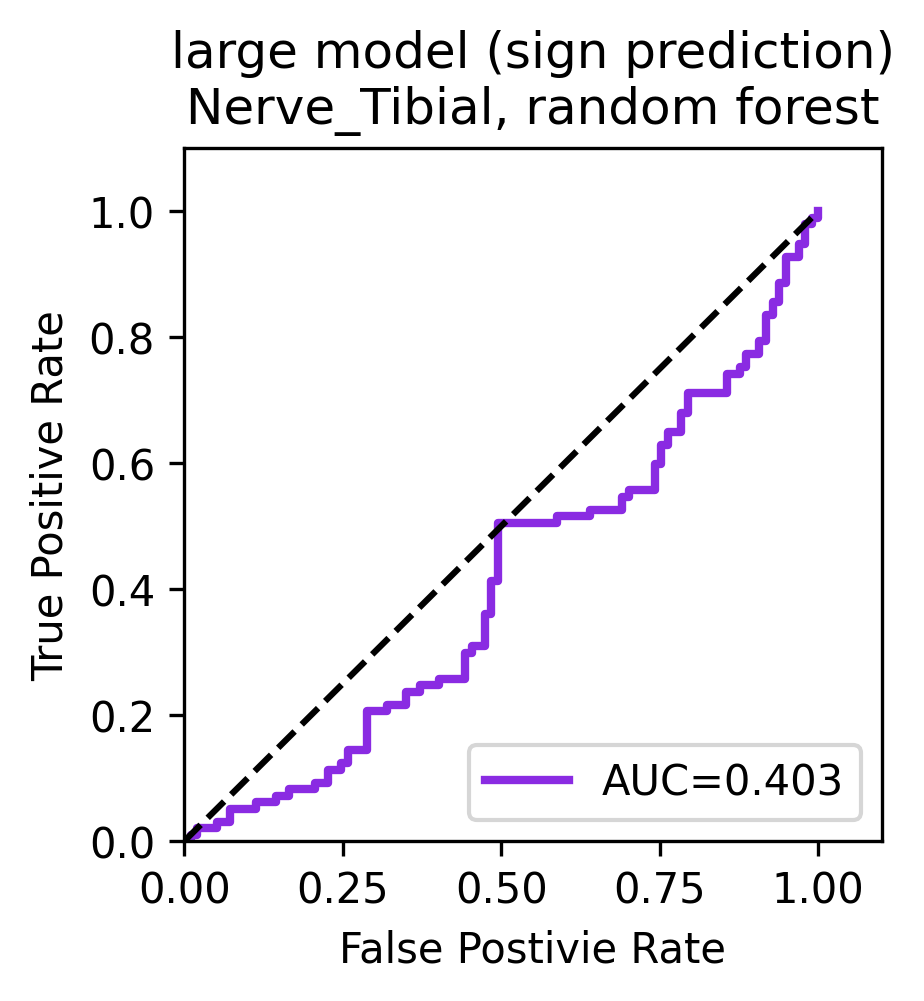 large model (sign prediction)
Nerve_Tibial, random forest
True Positive Rate
1.0
0.8
0.6
0.4
0.2
0.0
AUC=0.403
0.00 0.25 0.50 0.75 1.00
False Postivie Rate